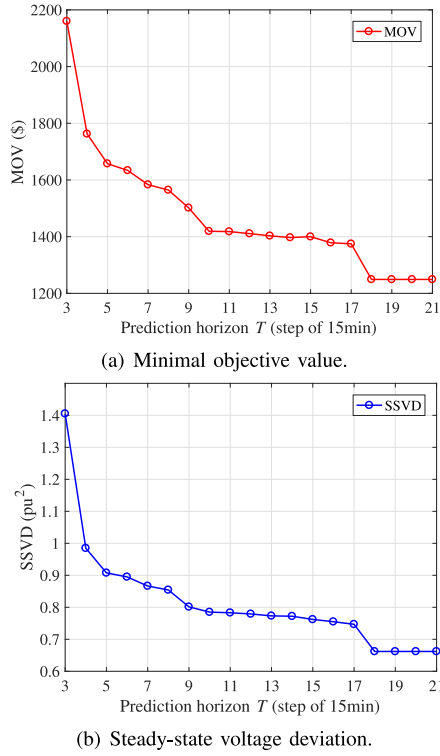 2200
2000
1800
1600
1400
1200
MOV ($)
MOV
3 5 7 9 11 13 15 17 19 21
Prediction horizon T (step of 15min)
(a) Minimal objective value.
1.4
1.3
1.2
1.1
1
0.9
0.8
0.7
0.6
SSVD (pu²)
SSVD
3 5 7 9 11 13 15 17 19 21
Prediction horizon T (step of 15min)
(b) Steady-state voltage deviation.